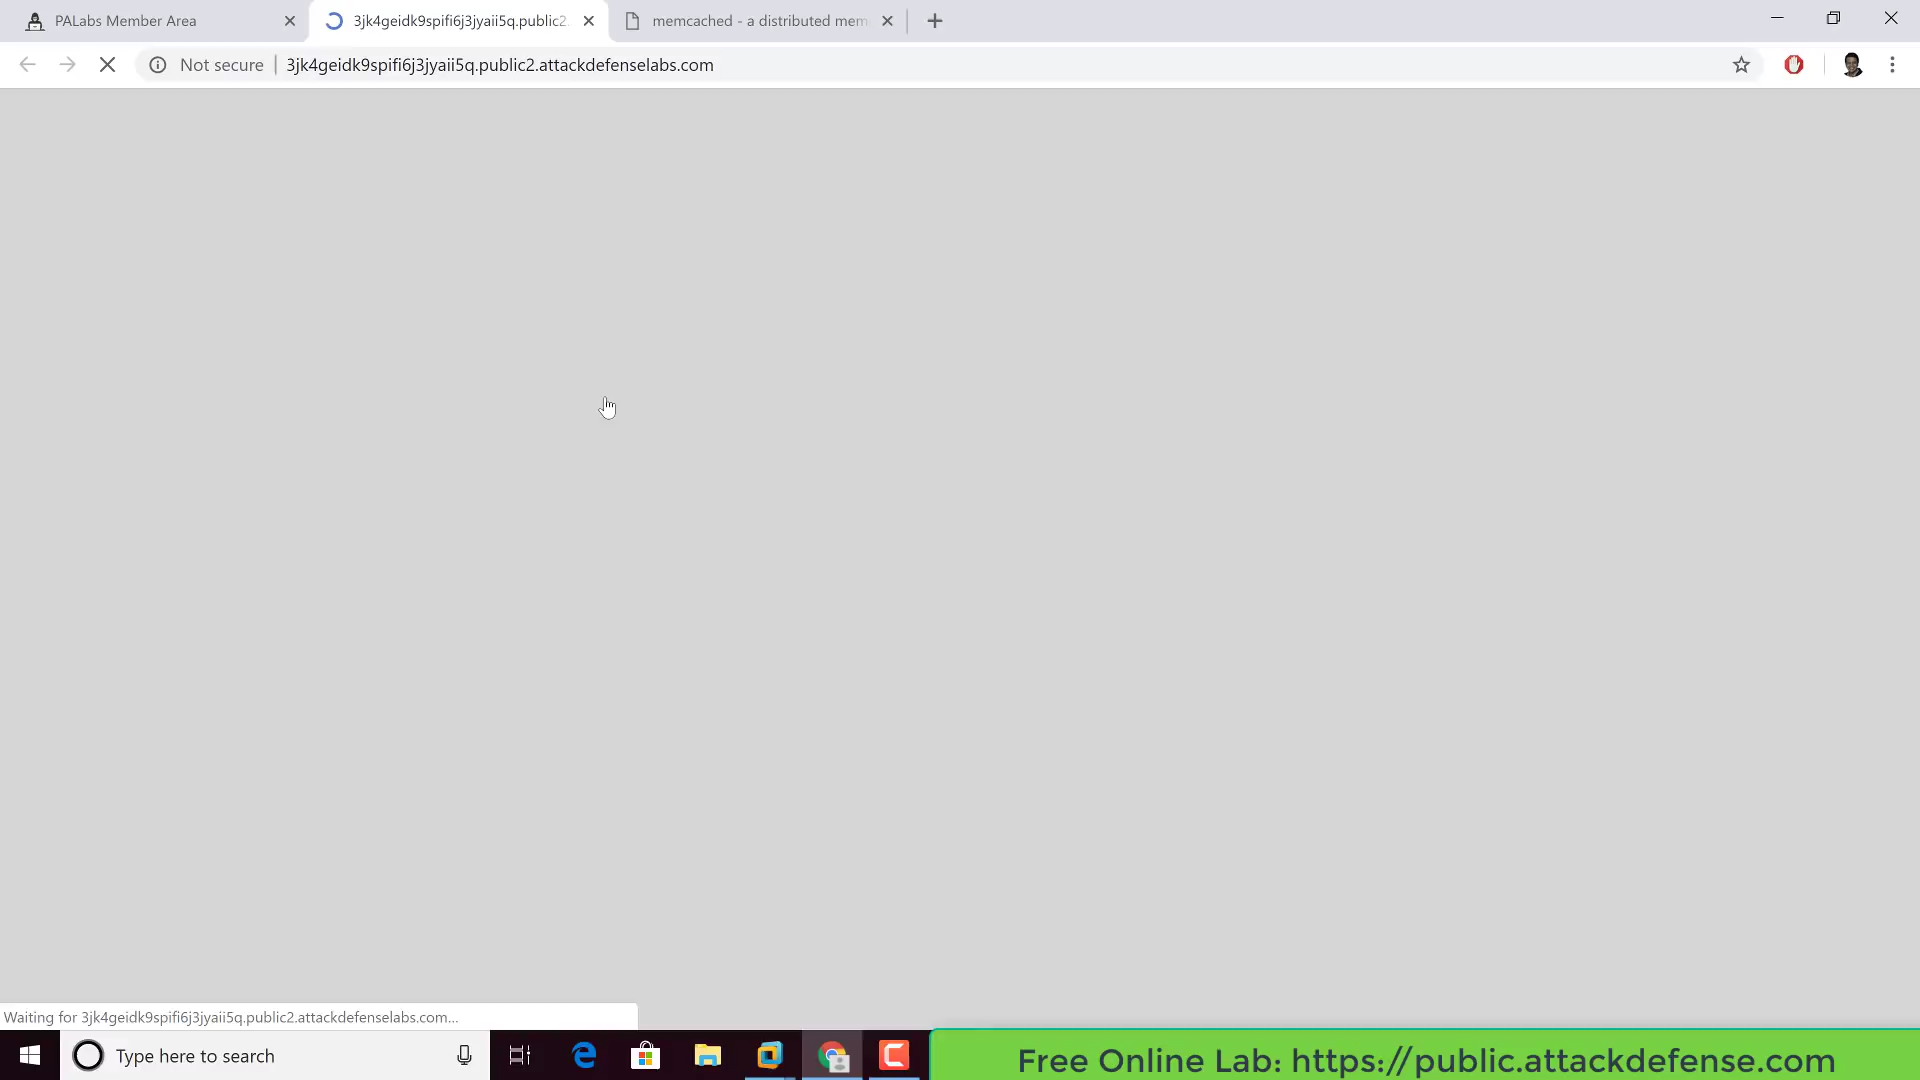 PALabs Member Area
3jk4geidk9spifi6j3jyaii5q.public2.
memcached - a distributed mem
Not secure
3jk4geidk9spifi6j3jyaii5q.public2.attackdefenselabs.com
Waiting for 3jk4geidk9spifi6j3jyaii5q.public2.attackdefenselabs.com...
Type here to search
Free Online Lab: https://public.attackdefense.com